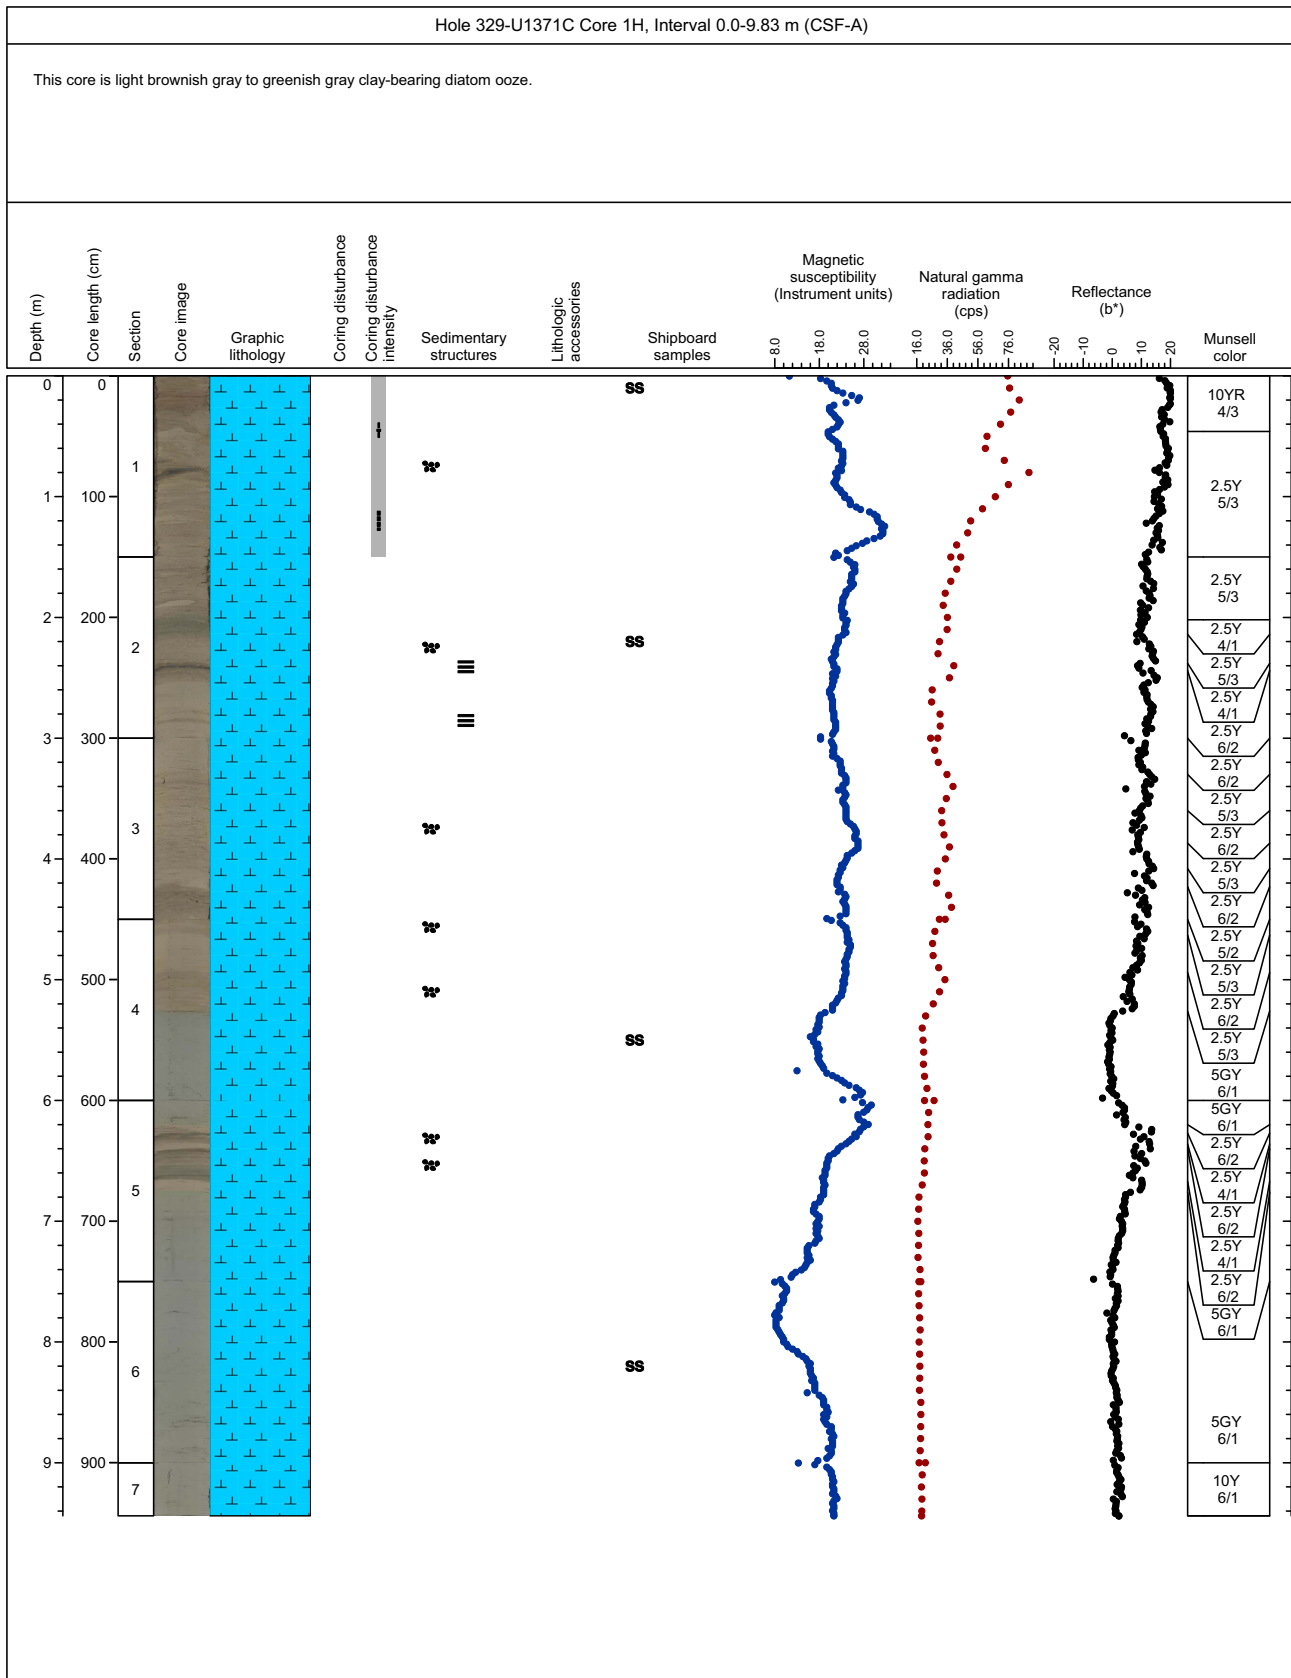 Hole 329-U1371C Core 1H, Interval 0.0-9.83 m (CSF-A)
This core is light brownish gray to greenish gray clay-bearing diatom ooze.
Depth (m)
Core length (cm)
Section
Core image
Graphic
lithology
Coring disturbance
Coring disturbance
intensity
Sedimentary
structures
Lithologic
accessories
Shipboard
samples
Magnetic
susceptibility
(Instrument units)
8.0
18.0
28.0
Natural gamma
radiation
(cps)
16.0
36.0
56.0
76.0
Reflectance
(b*)
-20
-10
0
10
20
Munsell
color
0
1
2
3
4
5
6
7
8
9
0
100
200
300
400
500
600
700
800
900
1
2
3
4
5
6
7
SS
SS
SS
SS
10YR
4/3
2.5Y
5/3
2.5Y
5/3
2.5Y
4/1
2.5Y
5/3
2.5Y
4/1
2.5Y
6/2
2.5Y
6/2
2.5Y
5/3
2.5Y
6/2
2.5Y
5/3
2.5Y
6/2
2.5Y
5/2
2.5Y
5/3
2.5Y
6/2
2.5Y
5/3
5GY
6/1
5GY
6/1
2.5Y
6/2
2.5Y
4/1
2.5Y
6/2
2.5Y
4/1
2.5Y
6/2
5GY
6/1
5GY
6/1
10Y
6/1